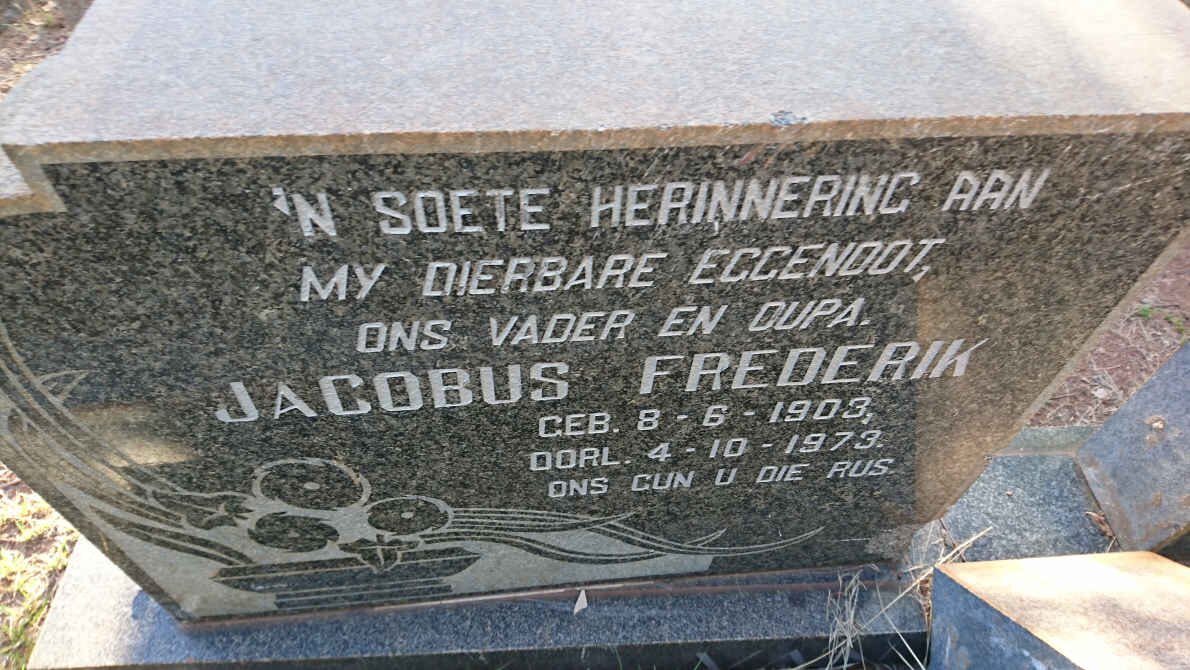 'N SOETE HERINNERING AAN
MY DIERBARE EGGENOOT,
ONS VADER EN OUPA.
JACOBUS FREDERIK
GEB. 8-6-1903,
OORL. 4-10-1973.
ONS GUN U DIE RUS.